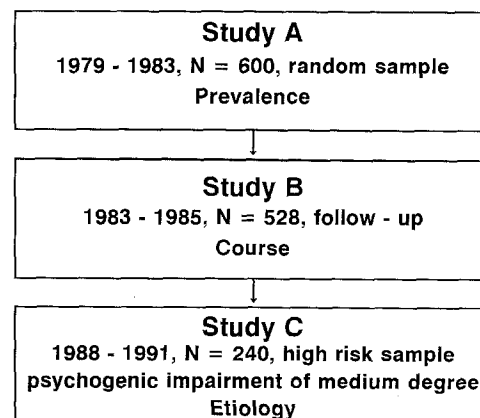 Study A
1979 - 1983, N = 600, random sample
Prevalence
Study B
1983 - 1985, N = 528, follow - up
Course
Study C
1988 - 1991, N = 240, high risk sample
psychogenic impairment of medium degree
Etiology